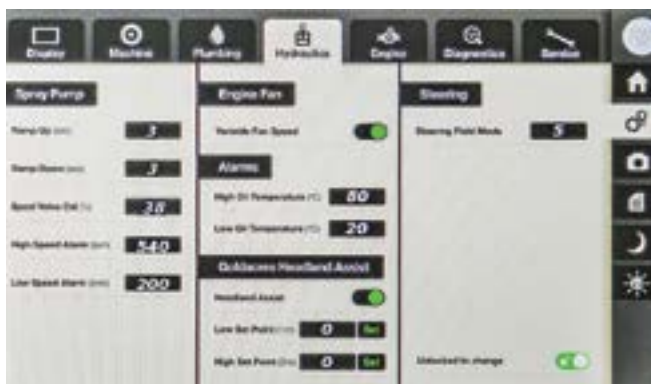 Display Machine Plumbing Hydraulics Engine Diagnostics Service
Spray Pump
Ramp Up (sec) 3
Ramp Down (sec) 3
Speed Valve Cal (%) 38
High Speed Alarm (rpm) 540
Low Speed Alarm (rpm) 200
Engine Fan
Variable Fan Speed
Alarms
High Oil Temperature (°C) 80
Low Oil Temperature (°C) 20
Goldacres Headland Assist
Headland Assist
Low Set Point 0 Set
High Set Point 0 Set
Steering
Steering Field Mode 5
Unlocked to change